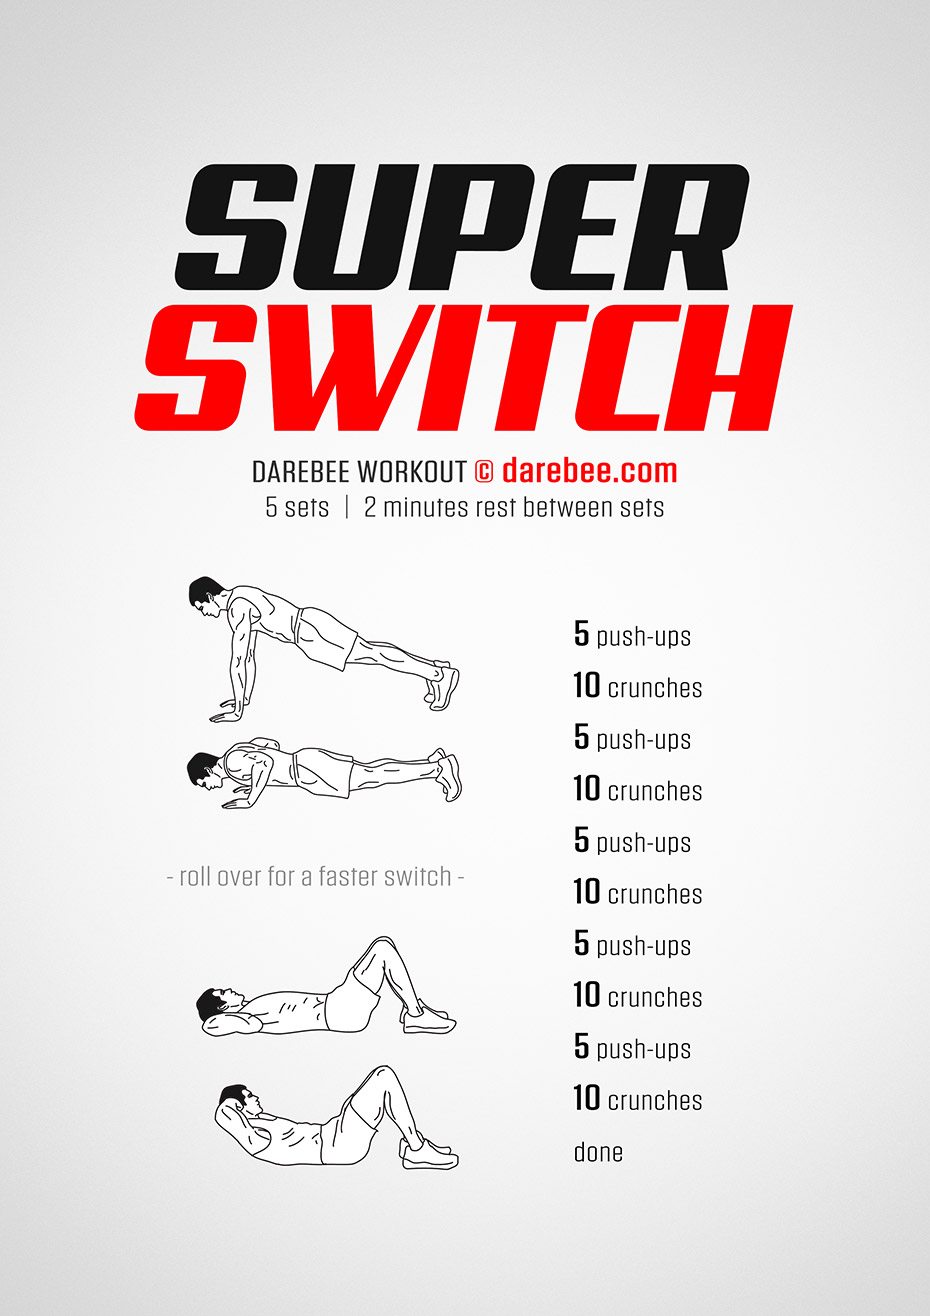 SUPER
SWITCH
DAREBEE WORKOUT © darebee.com
5 sets | 2 minutes rest between sets
5 push-ups
10 crunches
5 push-ups
10 crunches
5 push-ups
10 crunches
5 push-ups
10 crunches
5 push-ups
10 crunches
done
- roll over for a faster switch -